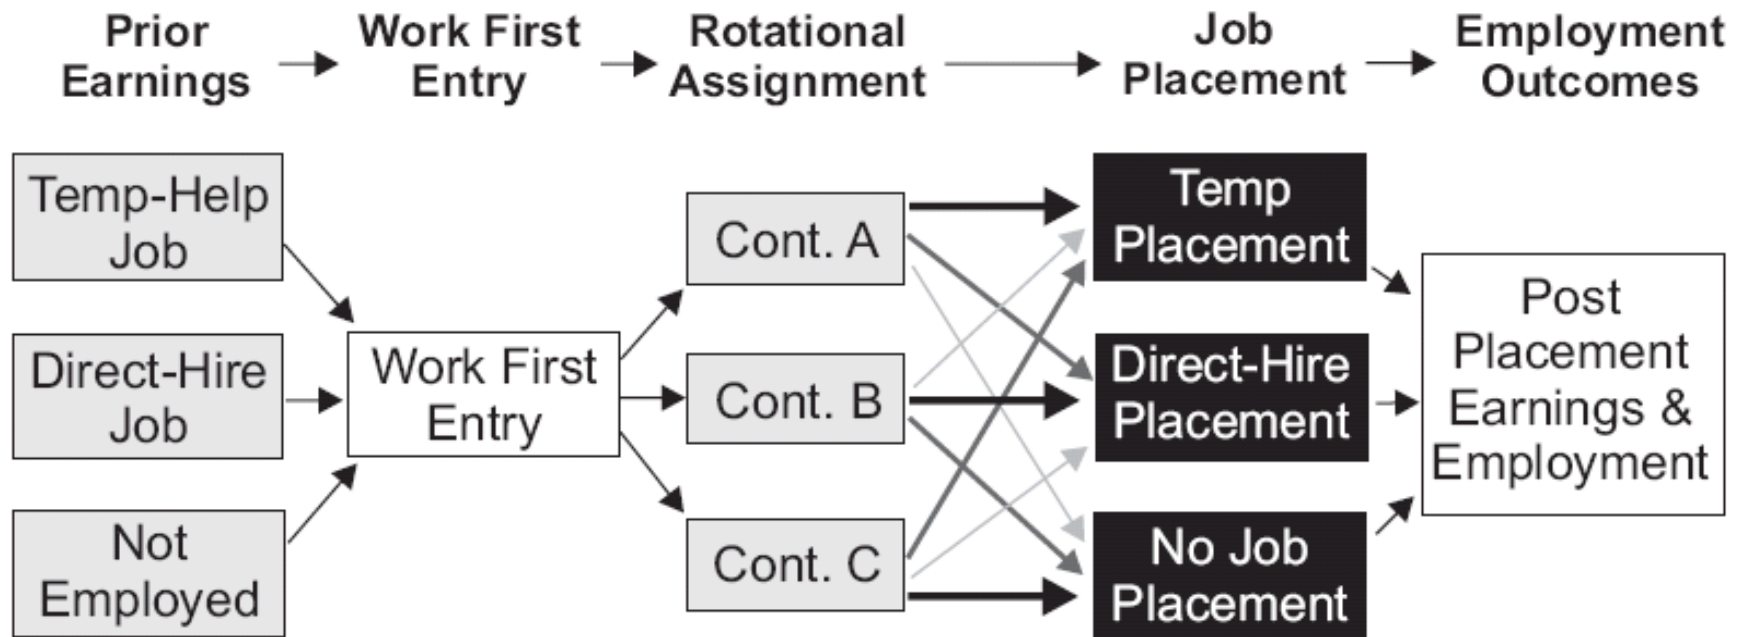 Prior
Earnings
Work First
Entry
Rotational
Assignment
Job
Placement
Employment
Outcomes
Temp-Help
Job
Direct-Hire
Job
Not
Employed
Work First
Entry
Cont. A
Cont. B
Cont. C
Temp
Placement
Direct-Hire
Placement
No Job
Placement
Post
Placement
Earnings &
Employment